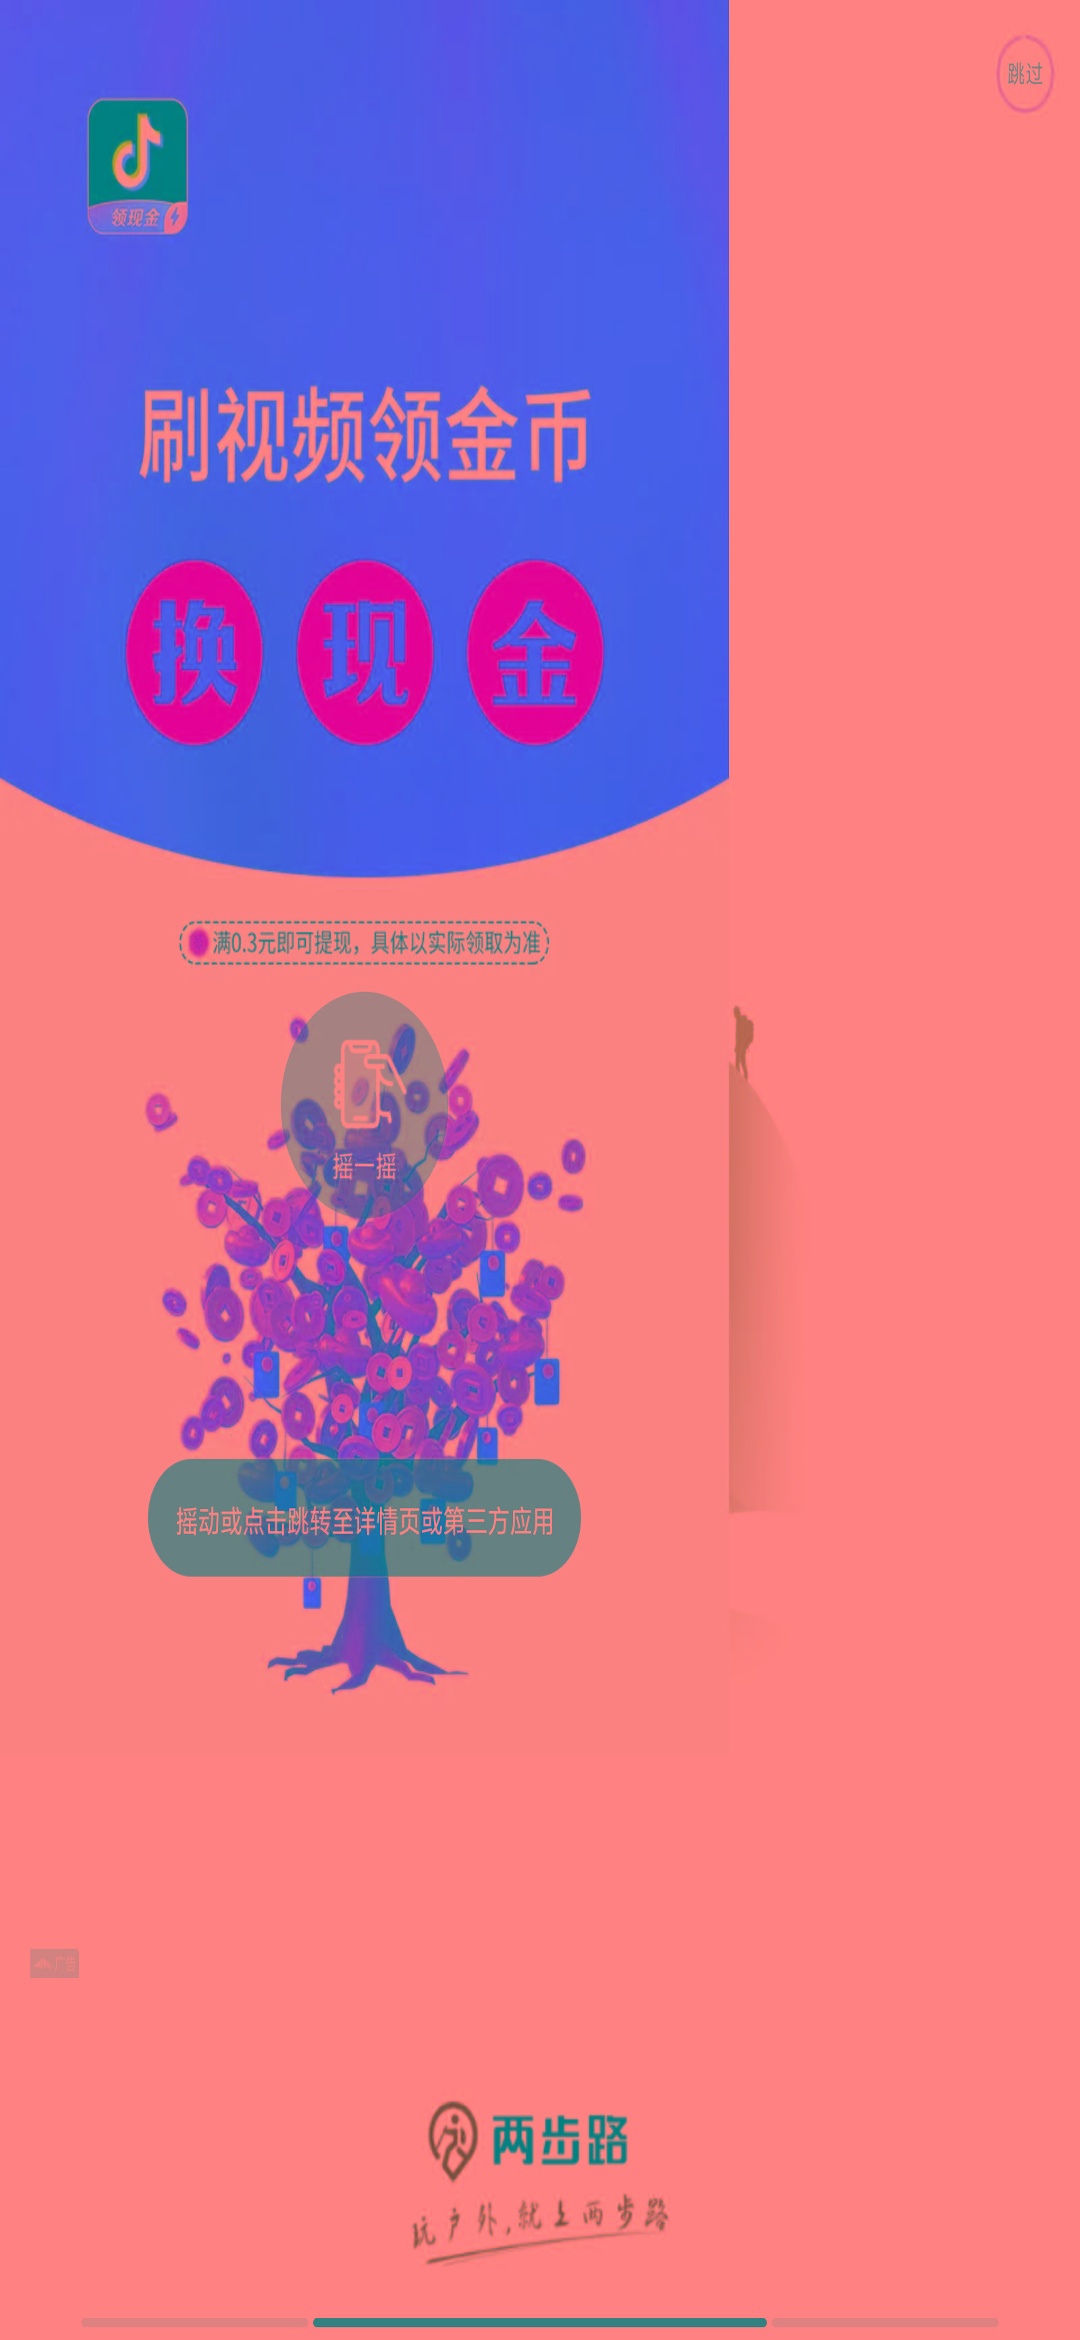 跳过
领现金
刷视频领金币
换现金
满0.3元即可提现，具体以实际领取为准
摇一摇
摇动或点击跳转至详情页或第三方应用
广告
两步路
玩户外,就上两步路